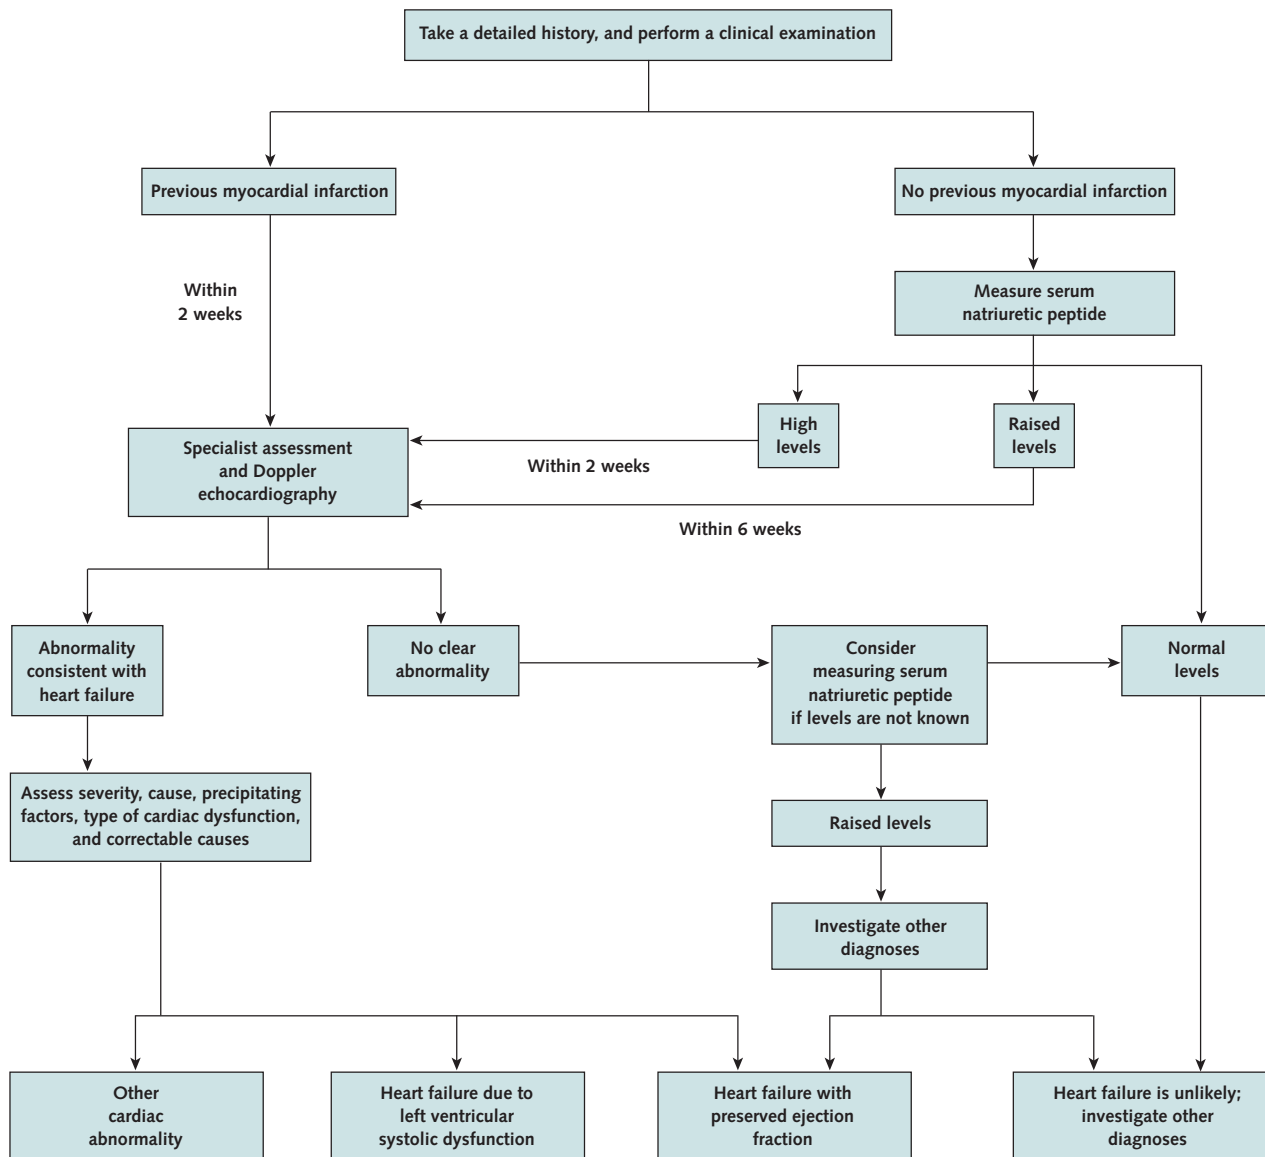 Take a detailed history, and perform a clinical examination
Previous myocardial infarction
No previous myocardial infarction
Within
2 weeks
Measure serum
natriuretic peptide
High
levels
Raised
levels
Specialist assessment
and Doppler
echocardiography
Within 2 weeks
Within 6 weeks
Abnormality
consistent with
heart failure
No clear
abnormality
Consider
measuring serum
natriuretic peptide
if levels are not known
Normal
levels
Assess severity, cause, precipitating
factors, type of cardiac dysfunction,
and correctable causes
Raised levels
Investigate other
diagnoses
Other
cardiac
abnormality
Heart failure due to
left ventricular
systolic dysfunction
Heart failure with
preserved ejection
fraction
Heart failure is unlikely;
investigate other
diagnoses